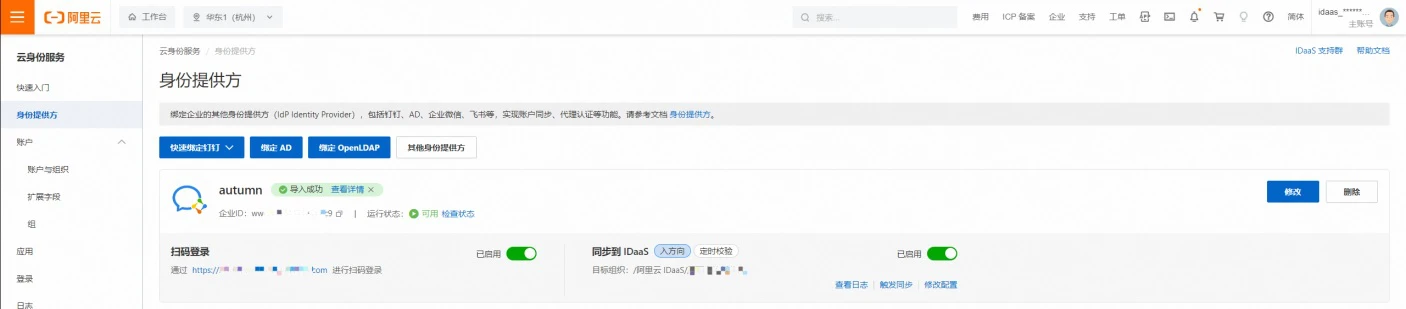 阿里云 工作台 华东1（杭州） 搜索... 费用 ICP 备案 企业 支持 工单 简体 idaas_******... 主账号
云身份服务
快速入门
身份提供方
账户
账户与组织
扩展字段
组
应用
登录
日志
云身份服务 / 身份提供方 IDaaS 支持群 帮助文档
身份提供方
绑定企业的其他身份提供方（IdP Identity Provider），包括钉钉、AD、企业微信、飞书等，实现账户同步、代理认证等功能。请参考文档 身份提供方。
快速绑定钉钉 绑定 AD 绑定 OpenLDAP 其他身份提供方
autumn 导入成功 查看详情 修改 删除
企业ID： ww 9 | 运行状态： 可用 检查状态
扫码登录 已启用 同步到 IDaaS 入方向 定时校验 已启用
通过 https:// .com 进行扫码登录 目标组织：/阿里云 IDaaS/
查看日志 | 触发同步 | 修改配置